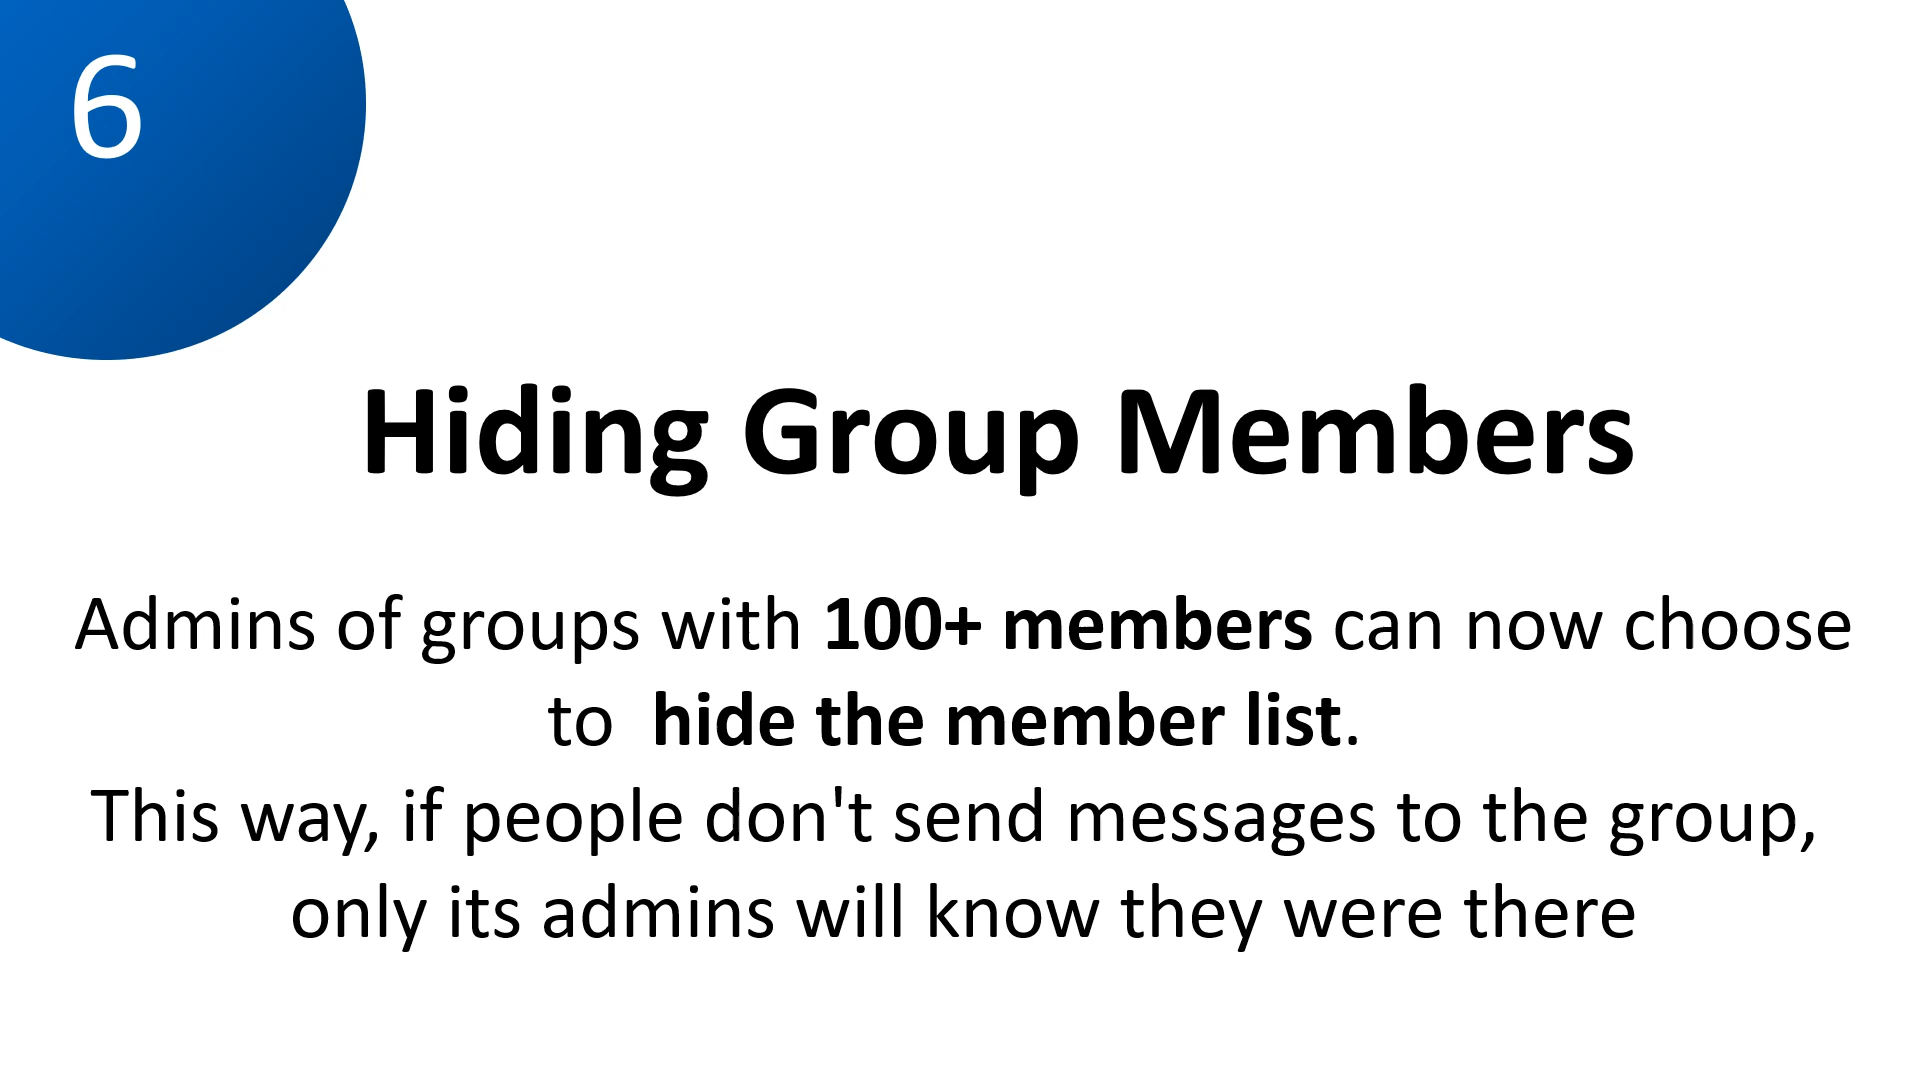 6
Hiding Group Members
Admins of groups with 100+ members can now choose
to  hide the member list.
This way, if people don't send messages to the group,
only its admins will know they were there